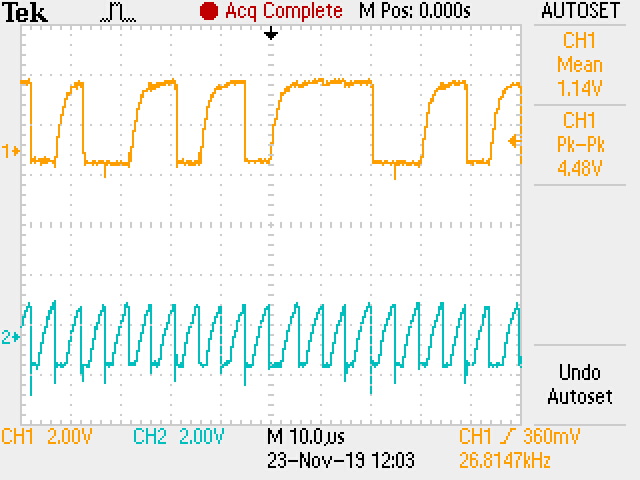 Tek Acq Complete M Pos: 0.000s AUTOSET
CH1
Mean
1.14V
CH1
Pk-Pk
4.48V
1
2
Undo
Autoset
CH1 2.00V CH2 2.00V M 10.0µs CH1 360mV
23-Nov-19 12:03 26.8147kHz